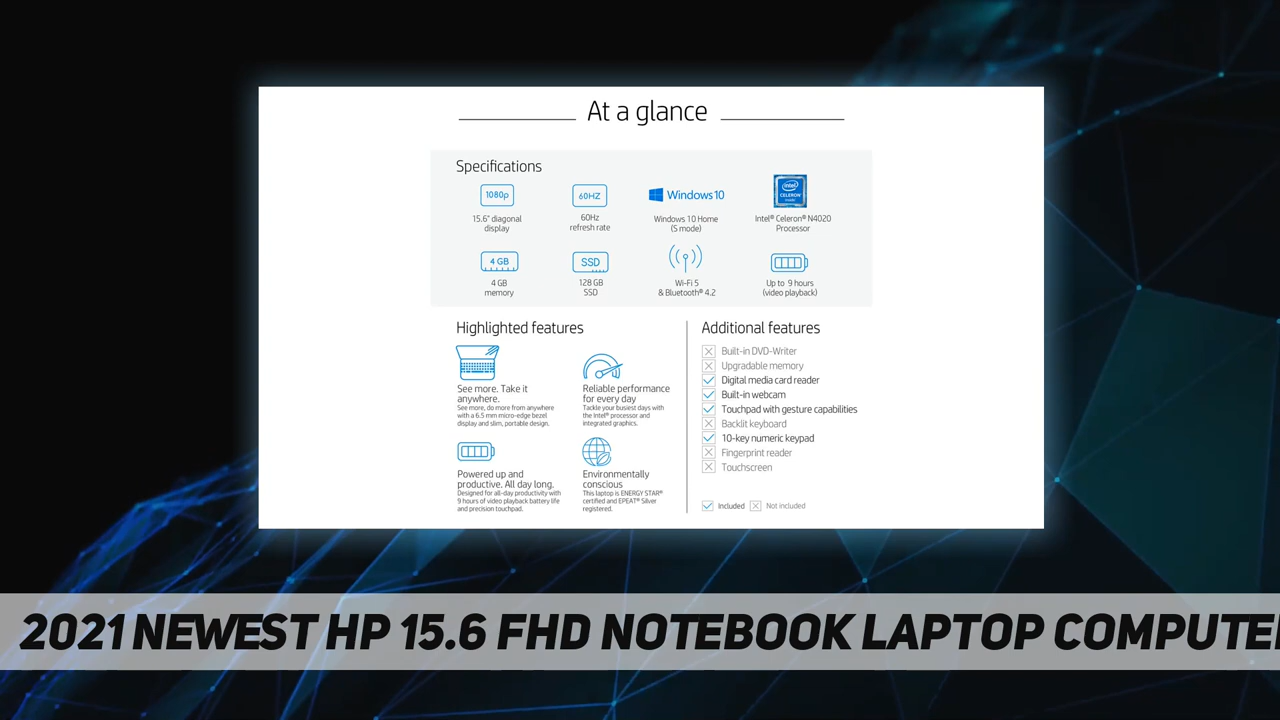 At a glance
Specifications
1080p
60HZ
Windows 10
intel
CELERON
inside
15.6" diagonal
display
60Hz
refresh rate
Windows 10 Home
(S mode)
Intel® Celeron® N4020
Processor
4 GB
SSD
4 GB
memory
128 GB
SSD
Wi-Fi 5
& Bluetooth® 4.2
Up to 9 hours
(video playback)
Highlighted features
See more. Take it
anywhere.
See more, do more from anywhere
with a 6.5 mm micro-edge bezel
display and slim, portable design.
Reliable performance
for every day
Tackle your busiest days with
the Intel® processor and
integrated graphics.
Powered up and
productive. All day long.
Designed for all-day productivity with
9 hours of video playback battery life
and precision touchpad.
Environmentally
conscious
This laptop is ENERGY STAR®
certified and EPEAT® Silver
registered.
Additional features
Built-in DVD-Writer
Upgradable memory
Digital media card reader
Built-in webcam
Touchpad with gesture capabilities
Backlit keyboard
10-key numeric keypad
Fingerprint reader
Touchscreen
Included Not included
2021 NEWEST HP 15.6 FHD NOTEBOOK LAPTOP COMPUTE